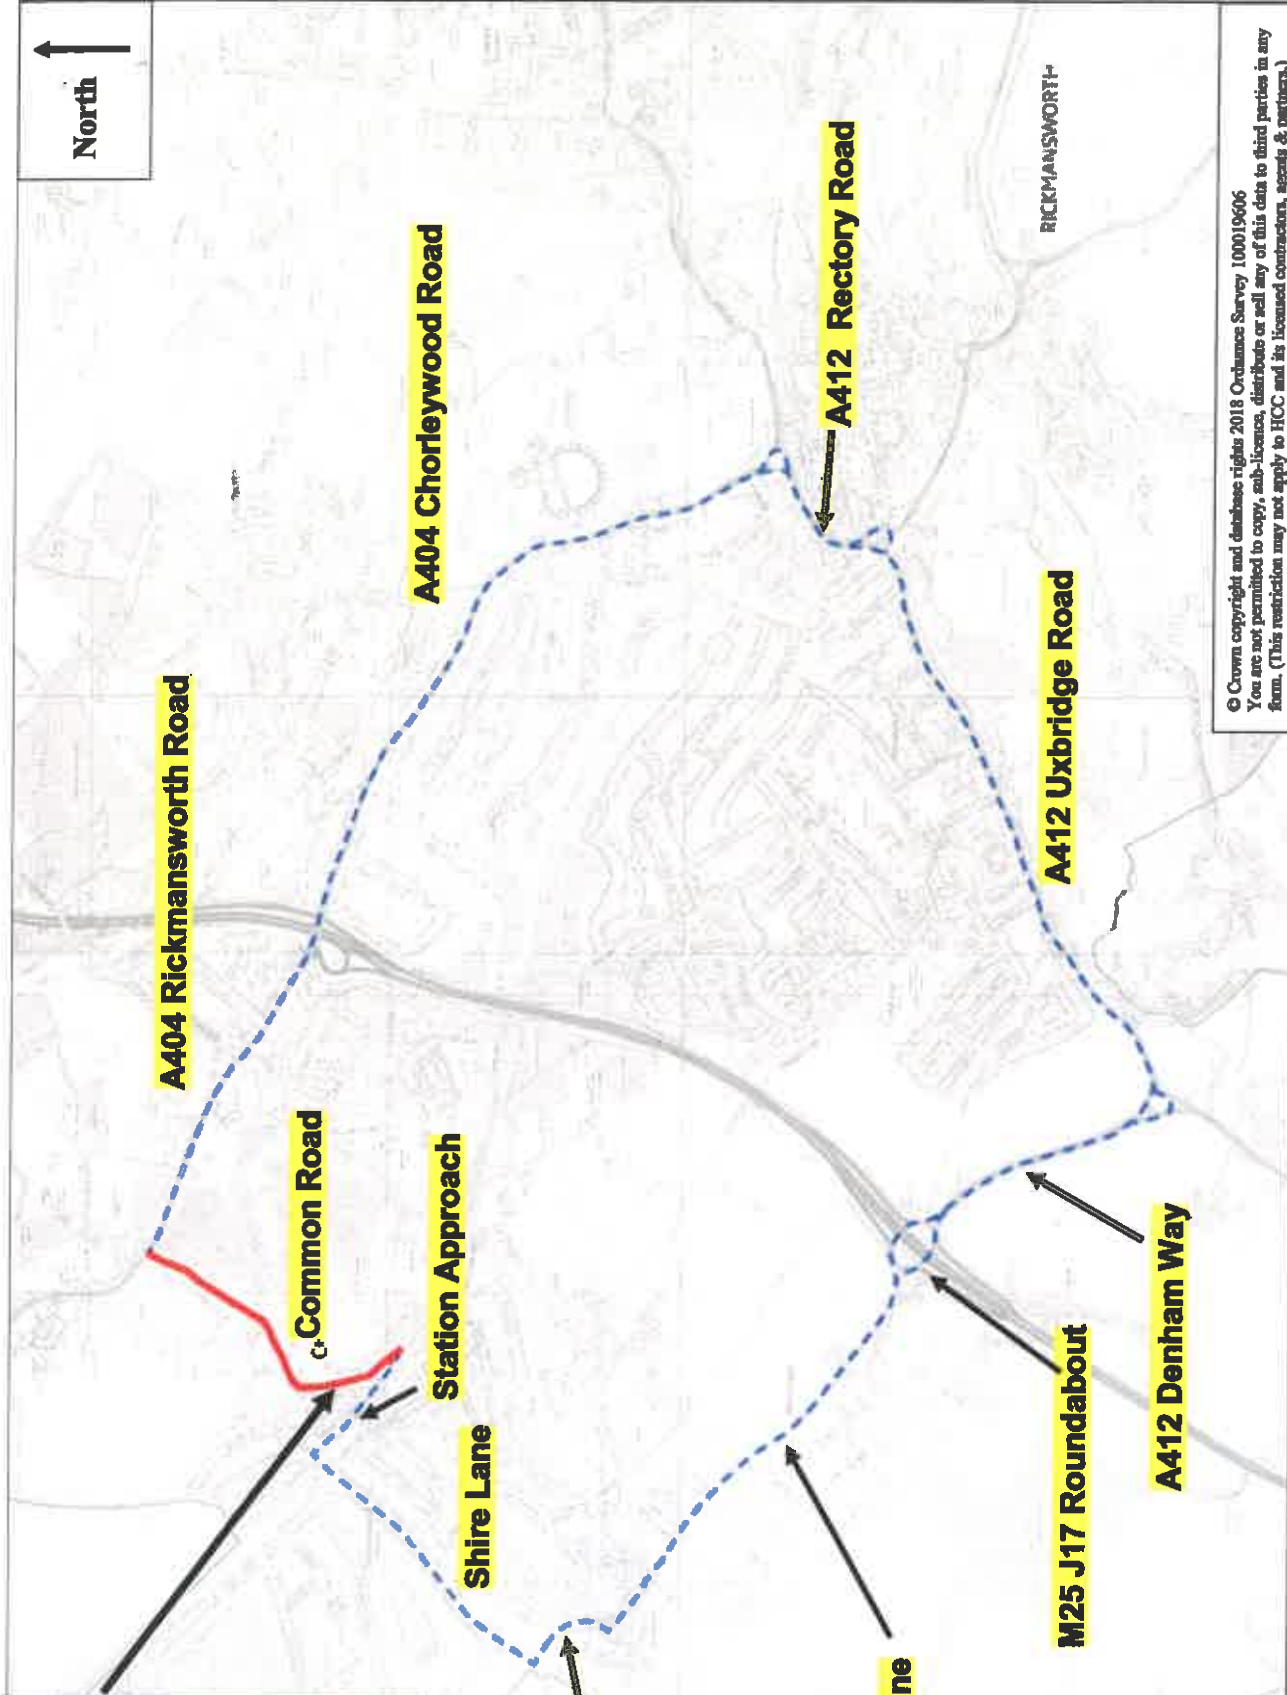 North
A404 Rickmansworth Road
A404 Chorleywood Road
Common Road
Station Approach
Shire Lane
A412 Rectory Road
RICKMANSWORTH
A412 Uxbridge Road
ne
M25 J17 Roundabout
A412 Denham Way
© Crown copyright and database rights 2018 Ordnance Survey 100019606
You are not permitted to copy, sub-licence, distribute or sell any of this data to third parties in any
form. (This restriction may not apply to HCC and its licensed contractors, agents & partners.)